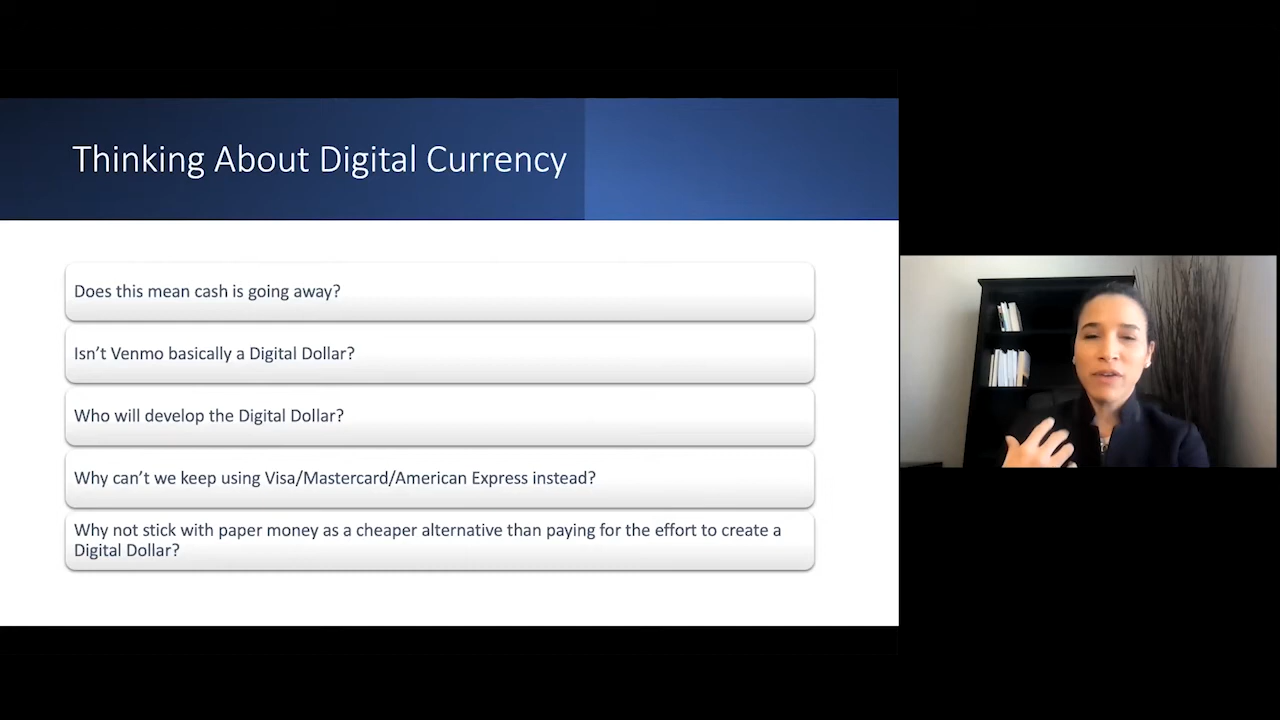 Thinking About Digital Currency
Does this mean cash is going away?
Isn’t Venmo basically a Digital Dollar?
Who will develop the Digital Dollar?
Why can’t we keep using Visa/Mastercard/American Express instead?
Why not stick with paper money as a cheaper alternative than paying for the effort to create a
Digital Dollar?